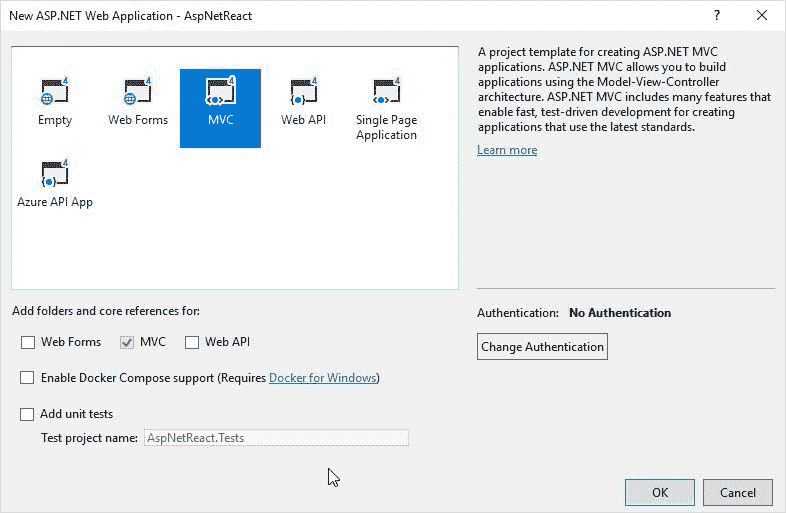 New ASP.NET Web Application - AspNetReact
Empty
Web Forms
MVC
Web API
Single Page
Application
Azure API App
A project template for creating ASP.NET MVC
applications. ASP.NET MVC allows you to build
applications using the Model-View-Controller
architecture. ASP.NET MVC includes many features that
enable fast, test-driven development for creating
applications that use the latest standards.
Learn more
Add folders and core references for:
Web Forms MVC Web API
Enable Docker Compose support (Requires Docker for Windows)
Add unit tests
Test project name: AspNetReact.Tests
Authentication: No Authentication
Change Authentication
OK Cancel